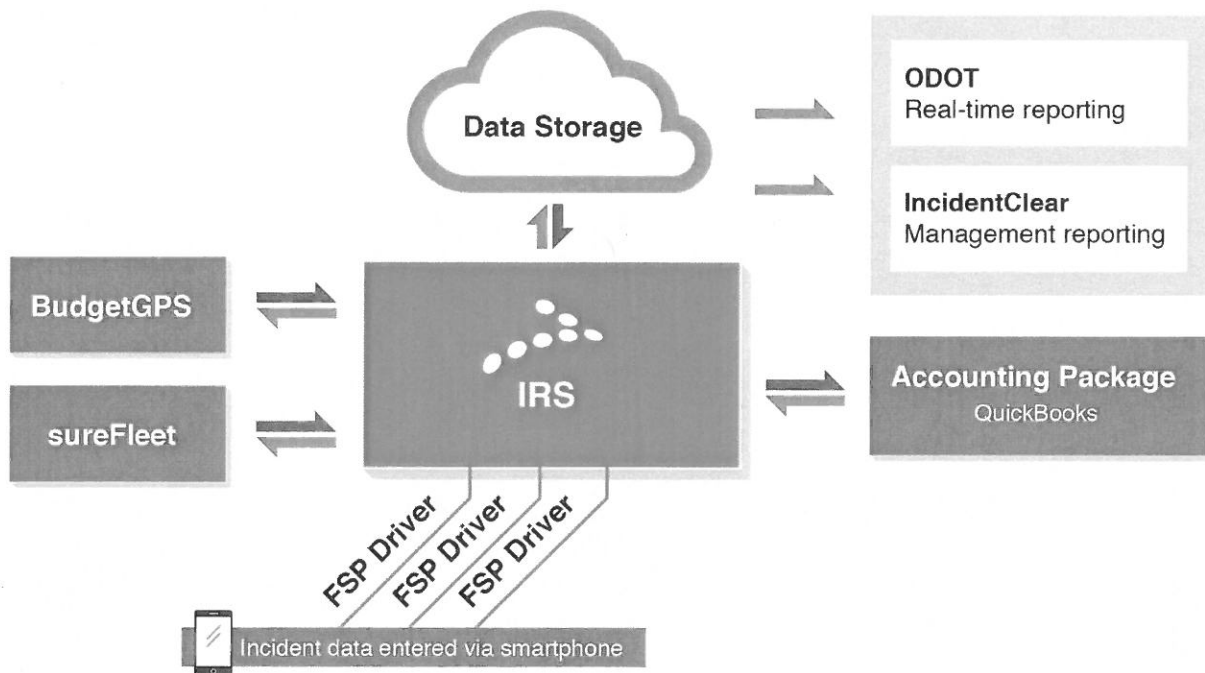 Data Storage
ODOT
Real-time reporting
IncidentClear
Management reporting
BudgetGPS
sureFleet
IRS
Accounting Package
QuickBooks
FSP Driver
FSP Driver
FSP Driver
Incident data entered via smartphone